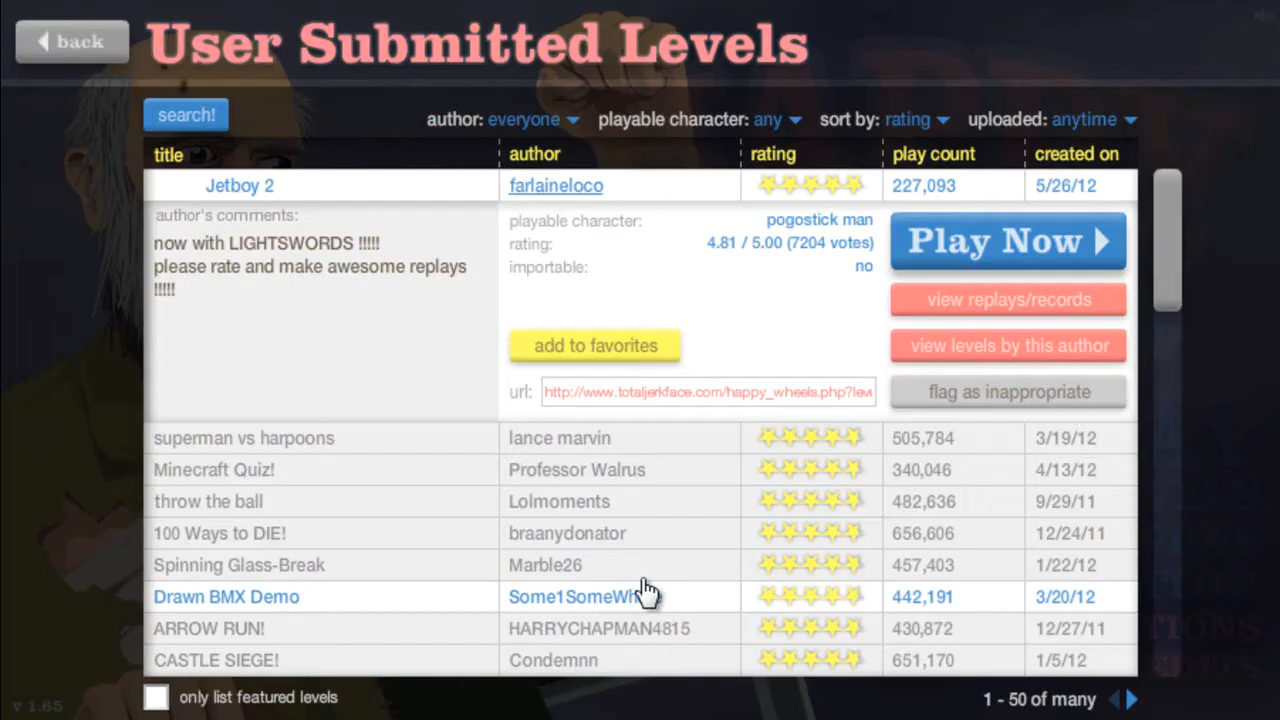 back
User Submitted Levels
search!
author: everyone playable character: any sort by: rating uploaded: anytime
title author rating play count created on
Jetboy 2 farlaineloco 227,093 5/26/12
author's comments:
now with LIGHTSWORDS !!!!!
please rate and make awesome replays
!!!!!
playable character: pogostick man
rating: 4.81 / 5.00 (7204 votes)
importable: no
add to favorites
url: http://www.totaljerkface.com/happy_wheels.php?leve
Play Now
view replays/records
view levels by this author
flag as inappropriate
superman vs harpoons lance marvin 505,784 3/19/12
Minecraft Quiz! Professor Walrus 340,046 4/13/12
throw the ball Lolmoments 482,636 9/29/11
100 Ways to DIE! braanydonator 656,606 12/24/11
Spinning Glass-Break Marble26 457,403 1/22/12
Drawn BMX Demo 442,191 3/20/12
ARROW RUN! HARRYCHAPMAN4815 430,872 12/27/11
CASTLE SIEGE! Condemnn 651,170 1/5/12
only list featured levels
1 - 50 of many
v 1.65